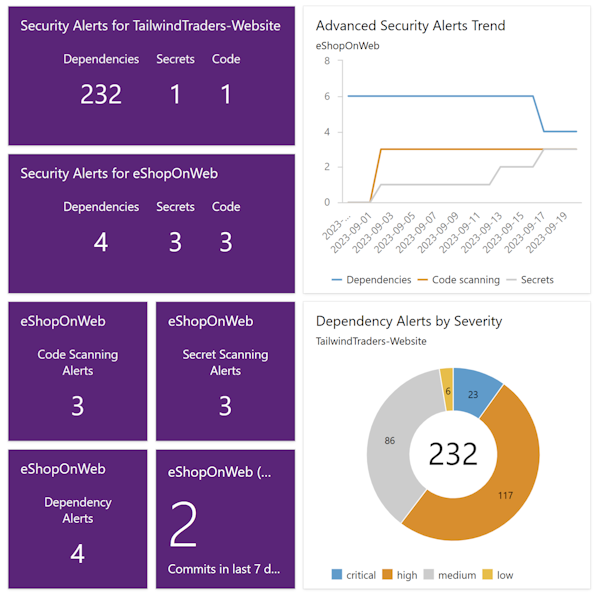 Security Alerts for TailwindTraders-Website
Dependencies Secrets Code
232 1 1
Security Alerts for eShopOnWeb
Dependencies Secrets Code
4 3 3
eShopOnWeb
Code Scanning
Alerts
3
eShopOnWeb
Secret Scanning
Alerts
3
eShopOnWeb
Dependency
Alerts
4
eShopOnWeb (...
2
Commits in last 7 d...
Advanced Security Alerts Trend
eShopOnWeb
8
6
4
2
0
2023-...
2023-09-01
2023-09-03
2023-09-05
2023-09-07
2023-09-09
2023-09-11
2023-09-13
2023-09-15
2023-09-17
2023-09-19
Dependencies Code scanning Secrets
Dependency Alerts by Severity
TailwindTraders-Website
6
23
86
232
117
critical high medium low